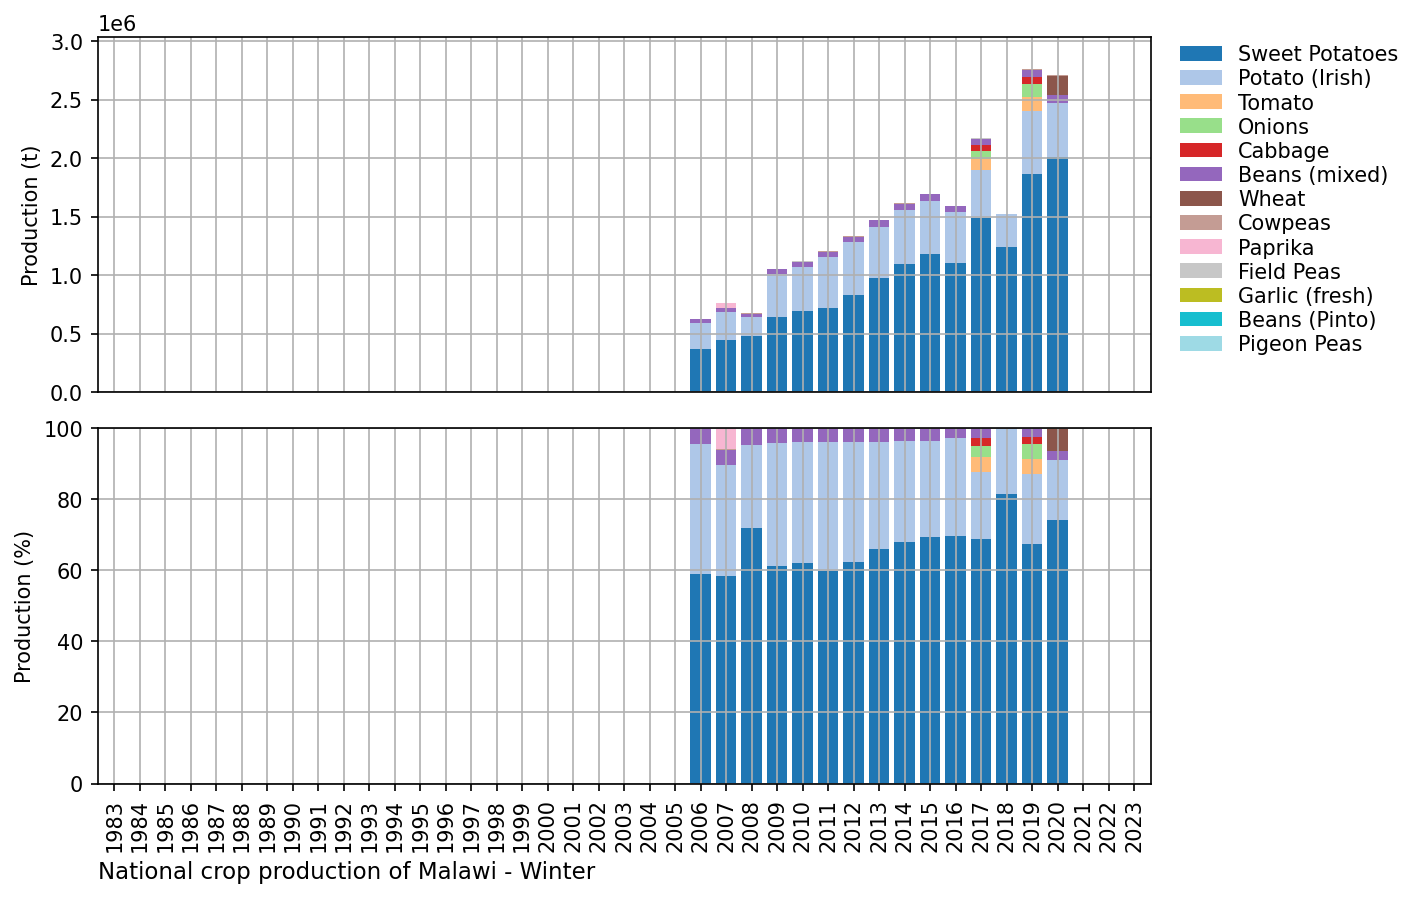 1e6
3.0
2.5
2.0
1.5
1.0
0.5
0.0
Production (t)
Sweet Potatoes
Potato (Irish)
Tomato
Onions
Cabbage
Beans (mixed)
Wheat
Cowpeas
Paprika
Field Peas
Garlic (fresh)
Beans (Pinto)
Pigeon Peas
100
80
60
40
20
0
Production (%)
1983 1984 1985 1986 1987 1988 1989 1990 1991 1992 1993 1994 1995 1996 1997 1998 1999 2000 2001 2002 2003 2004 2005 2006 2007 2008 2009 2010 2011 2012 2013 2014 2015 2016 2017 2018 2019 2020 2021 2022 2023
National crop production of Malawi - Winter